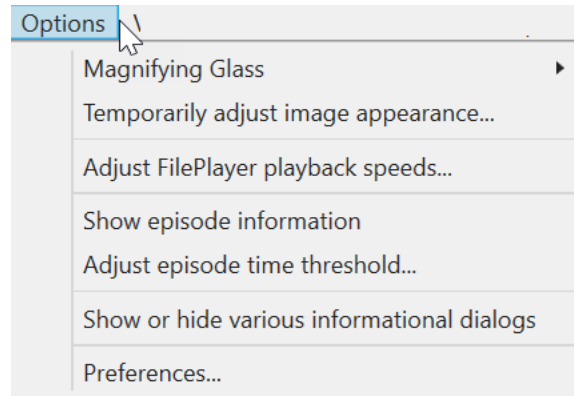 Options
Magnifying Glass
Temporarily adjust image appearance...
Adjust FilePlayer playback speeds...
Show episode information
Adjust episode time threshold...
Show or hide various informational dialogs
Preferences...